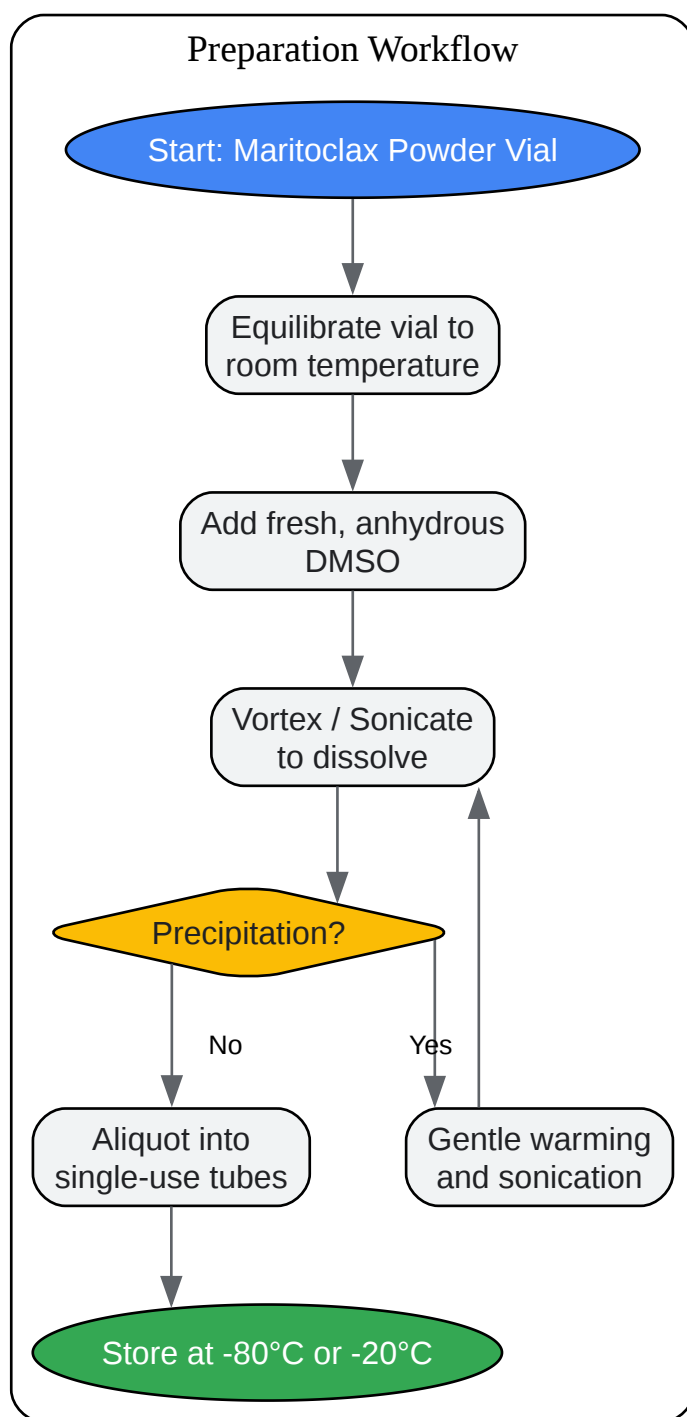 Preparation Workflow
Start: Maritoclax Powder Vial
Equilibrate vial to
room temperature
Add fresh, anhydrous
DMSO
Vortex / Sonicate
to dissolve
Precipitation?
No
Yes
Aliquot into
single-use tubes
Gentle warming
and sonication
Store at -80°C or -20°C